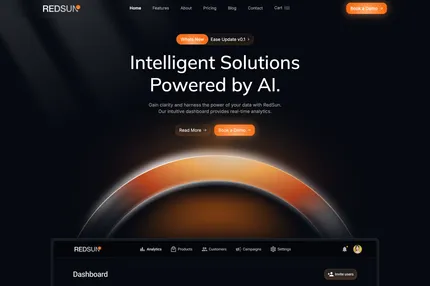 REDSUN
Home Features About Pricing Blog Contact Cart (0)
Book a Demo
What's New Ease Update v0.1
Intelligent Solutions
Powered by AI.
Gain clarity and harness the power of your data with RedSun.
Our intuitive dashboard provides real-time analytics.
Read More Book a Demo
REDSUN
Analytics Products Customers Campaigns Settings
Dashboard
Invite users